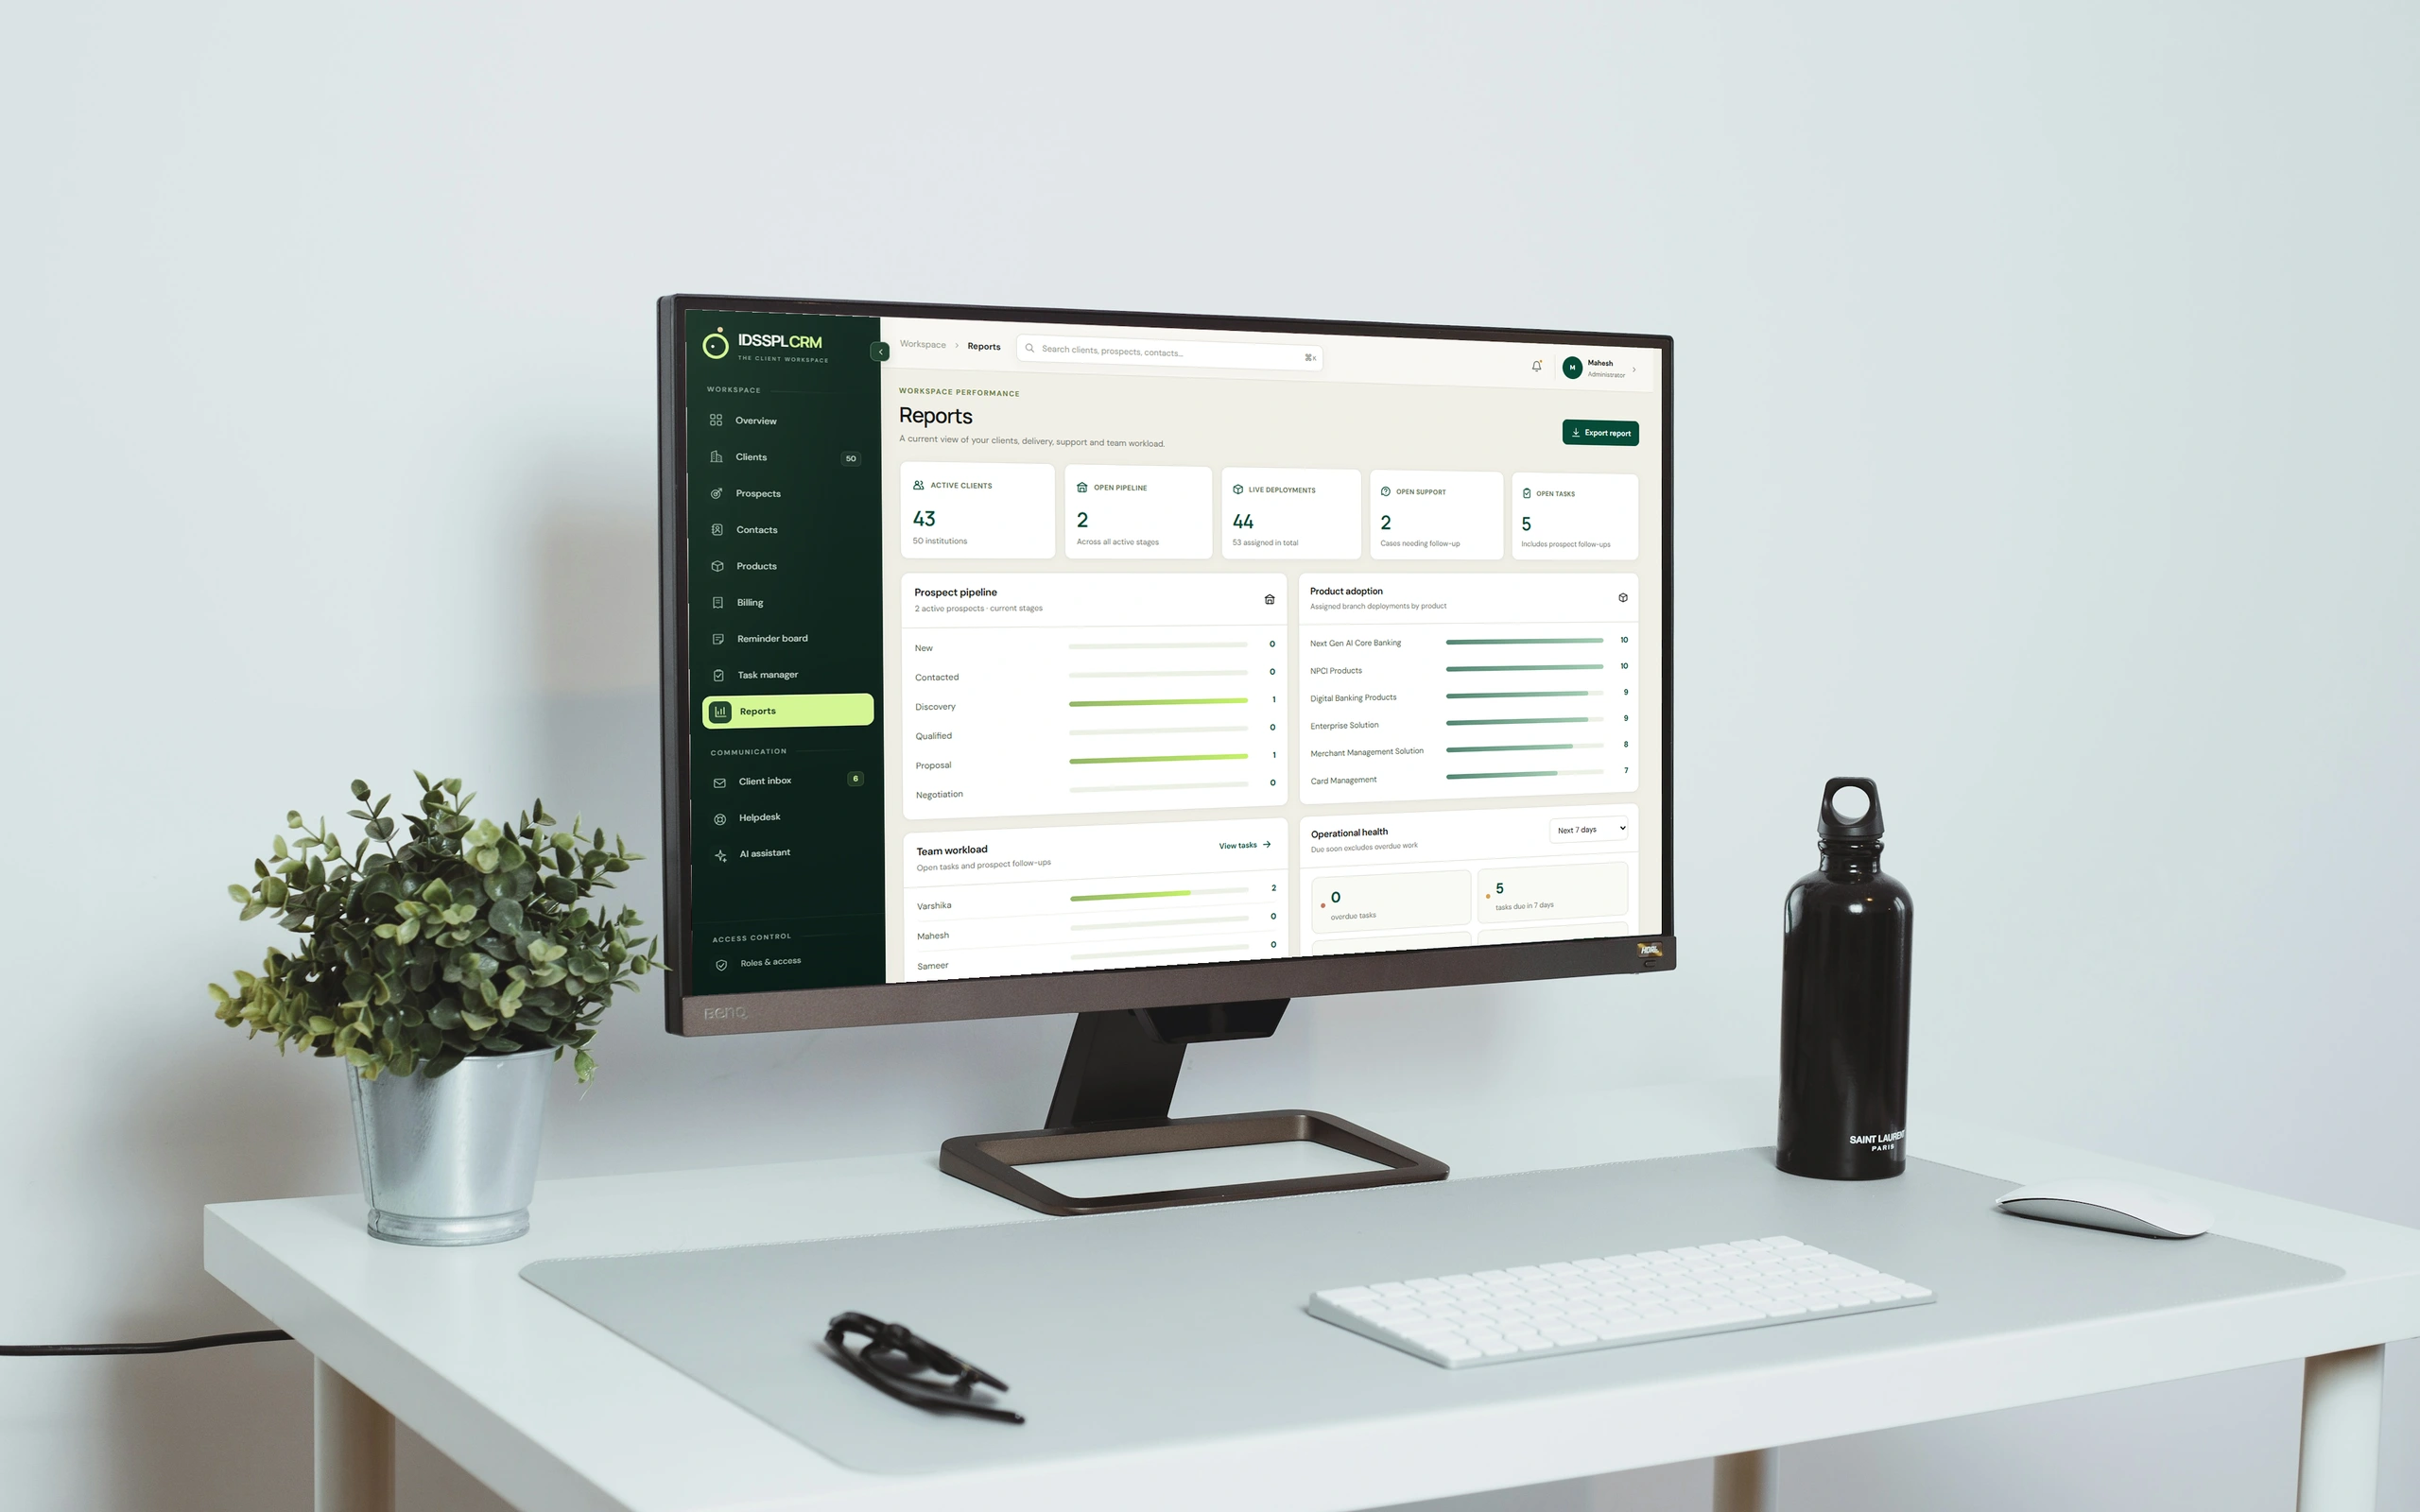 IDSSPLCRM
THE CLIENT WORKSPACE
WORKSPACE
Overview
Clients 50
Prospects
Contacts
Products
Billing
Reminder board
Task manager
Reports
COMMUNICATION
Client inbox 6
Helpdesk
AI assistant
ACCESS CONTROL
Roles & access
Workspace > Reports
Search clients, prospects, contacts...
⌘K
M
Mahesh
Administrator
WORKSPACE PERFORMANCE
Reports
A current view of your clients, delivery, support and team workload.
Export report
ACTIVE CLIENTS
43
50 institutions
OPEN PIPELINE
2
Across all active stages
LIVE DEPLOYMENTS
44
53 assigned in total
OPEN SUPPORT
2
Cases needing follow-up
OPEN TASKS
5
Includes prospect follow-ups
Prospect pipeline
2 active prospects · current stages
New 0
Contacted 0
Discovery 1
Qualified 0
Proposal 1
Negotiation 0
Product adoption
Assigned branch deployments by product
Next Gen AI Core Banking 10
NPCI Products 10
Digital Banking Products 9
Enterprise Solution 9
Merchant Management Solution 8
Card Management 7
Team workload
View tasks →
Open tasks and prospect follow-ups
Varshika 2
Mahesh 0
Sameer 0
Operational health
Next 7 days
Due soon excludes overdue work
0
overdue tasks
5
tasks due in 7 days
BenQ
HDRi
SAINT LAURENT
PARIS